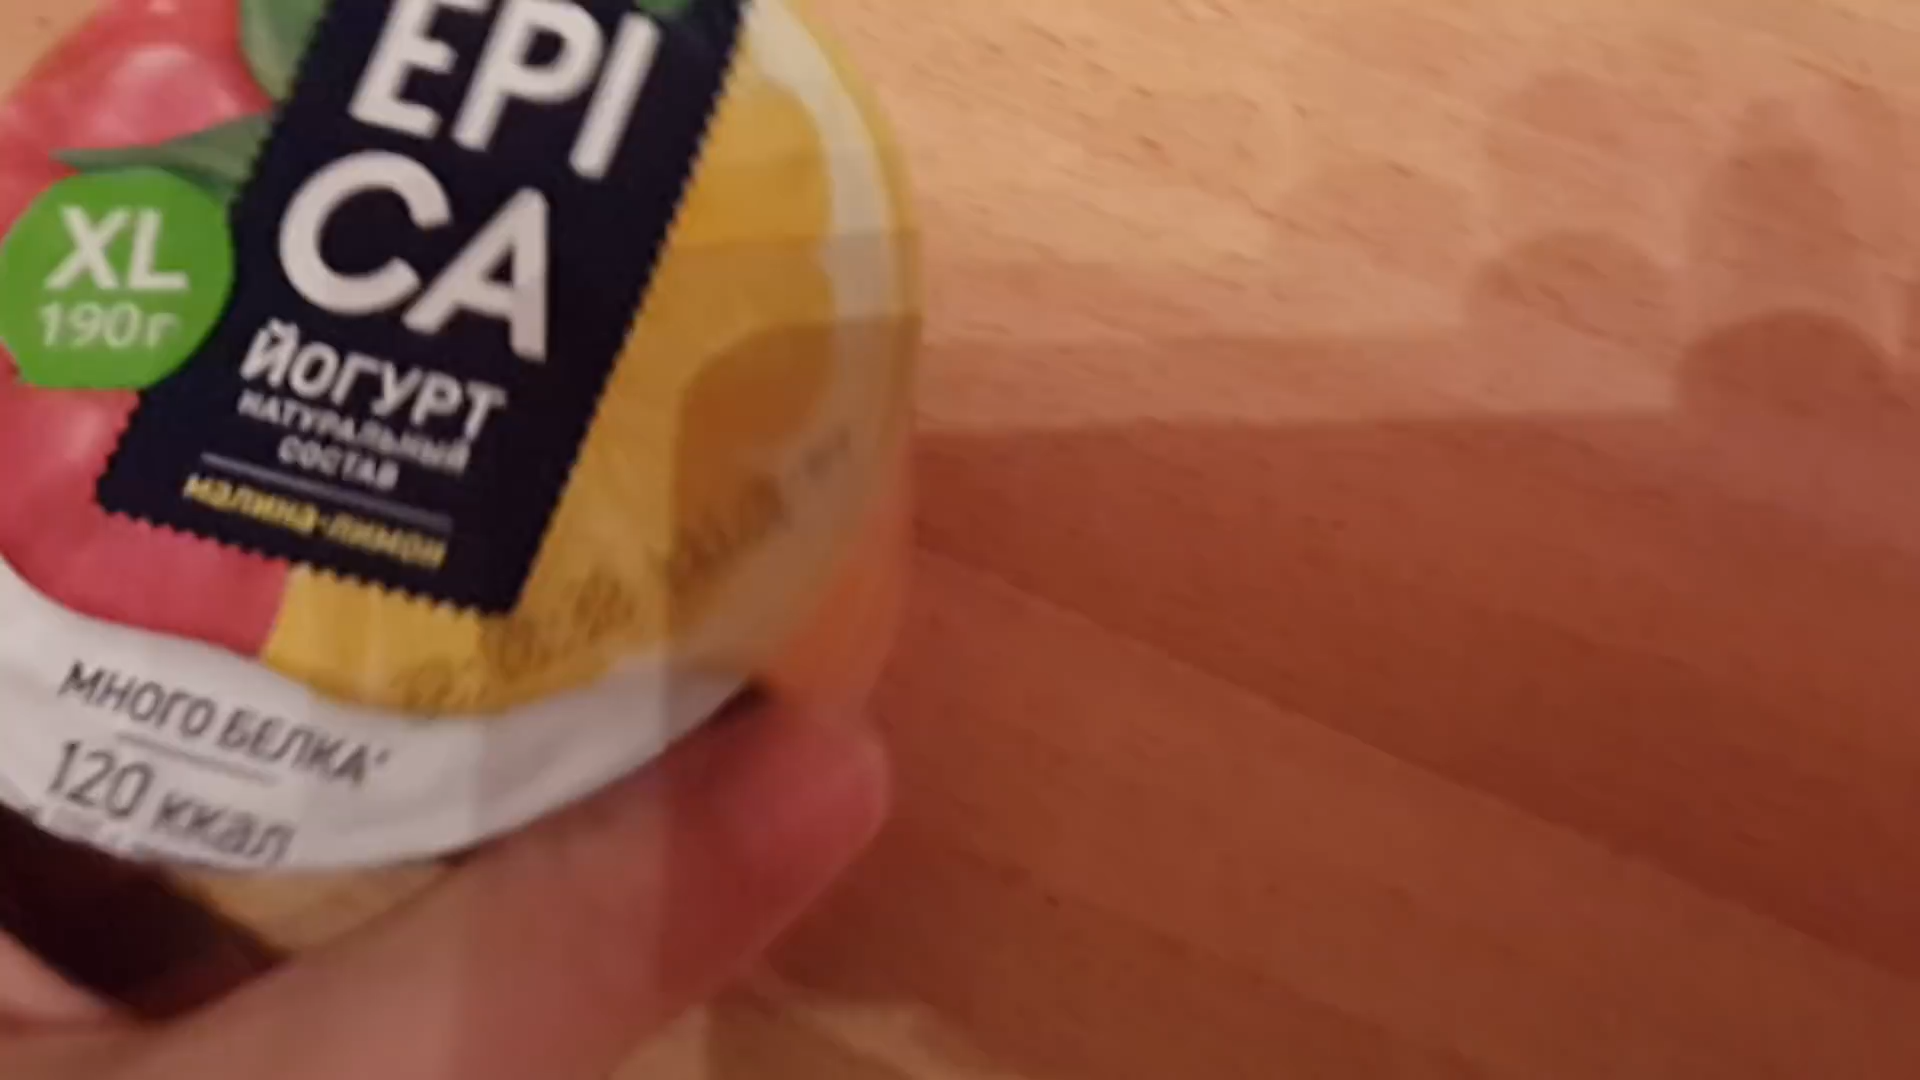 EPI
CA
XL
190г
ЙОГУРТ
НАТУРАЛЬНЫЙ
СОСТАВ
малина-лимон
МНОГО БЕЛКА*
120 ккал